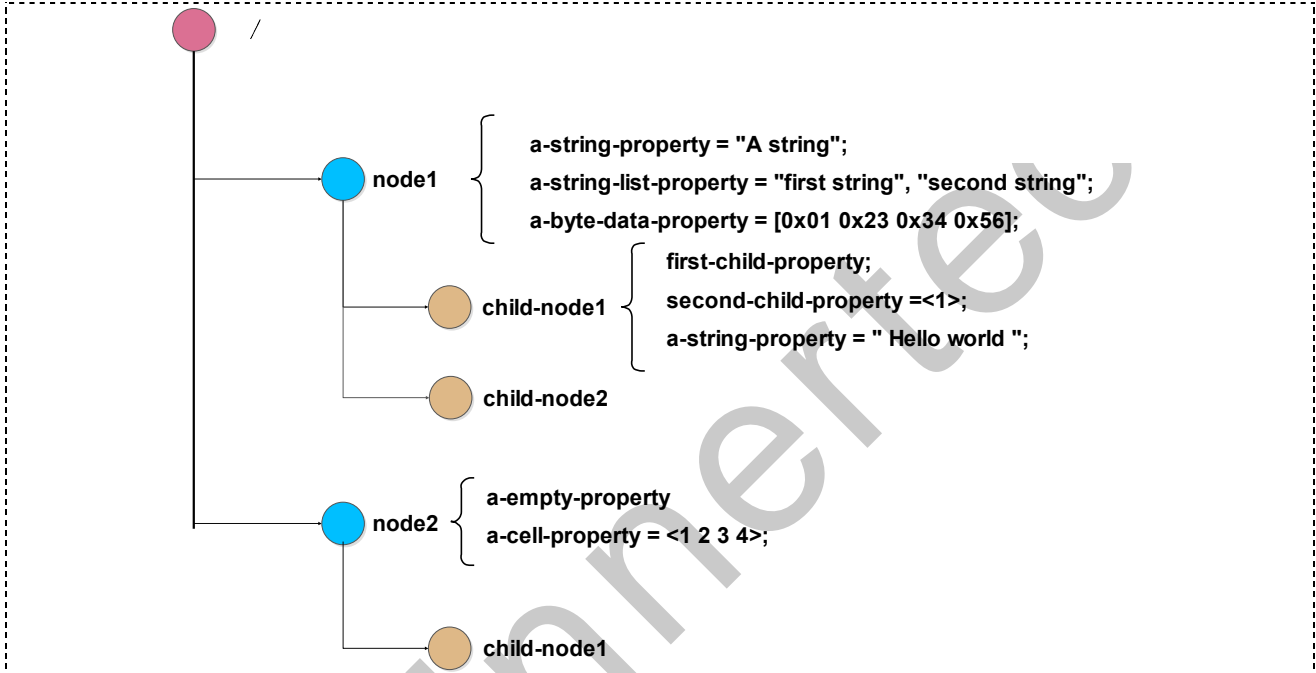 /
node1
a-string-property = "A string";
a-string-list-property = "first string", "second string";
a-byte-data-property = [0x01 0x23 0x34 0x56];
child-node1
first-child-property;
second-child-property =<1>;
a-string-property = " Hello world ";
child-node2
node2
a-empty-property
a-cell-property = <1 2 3 4>;
child-node1